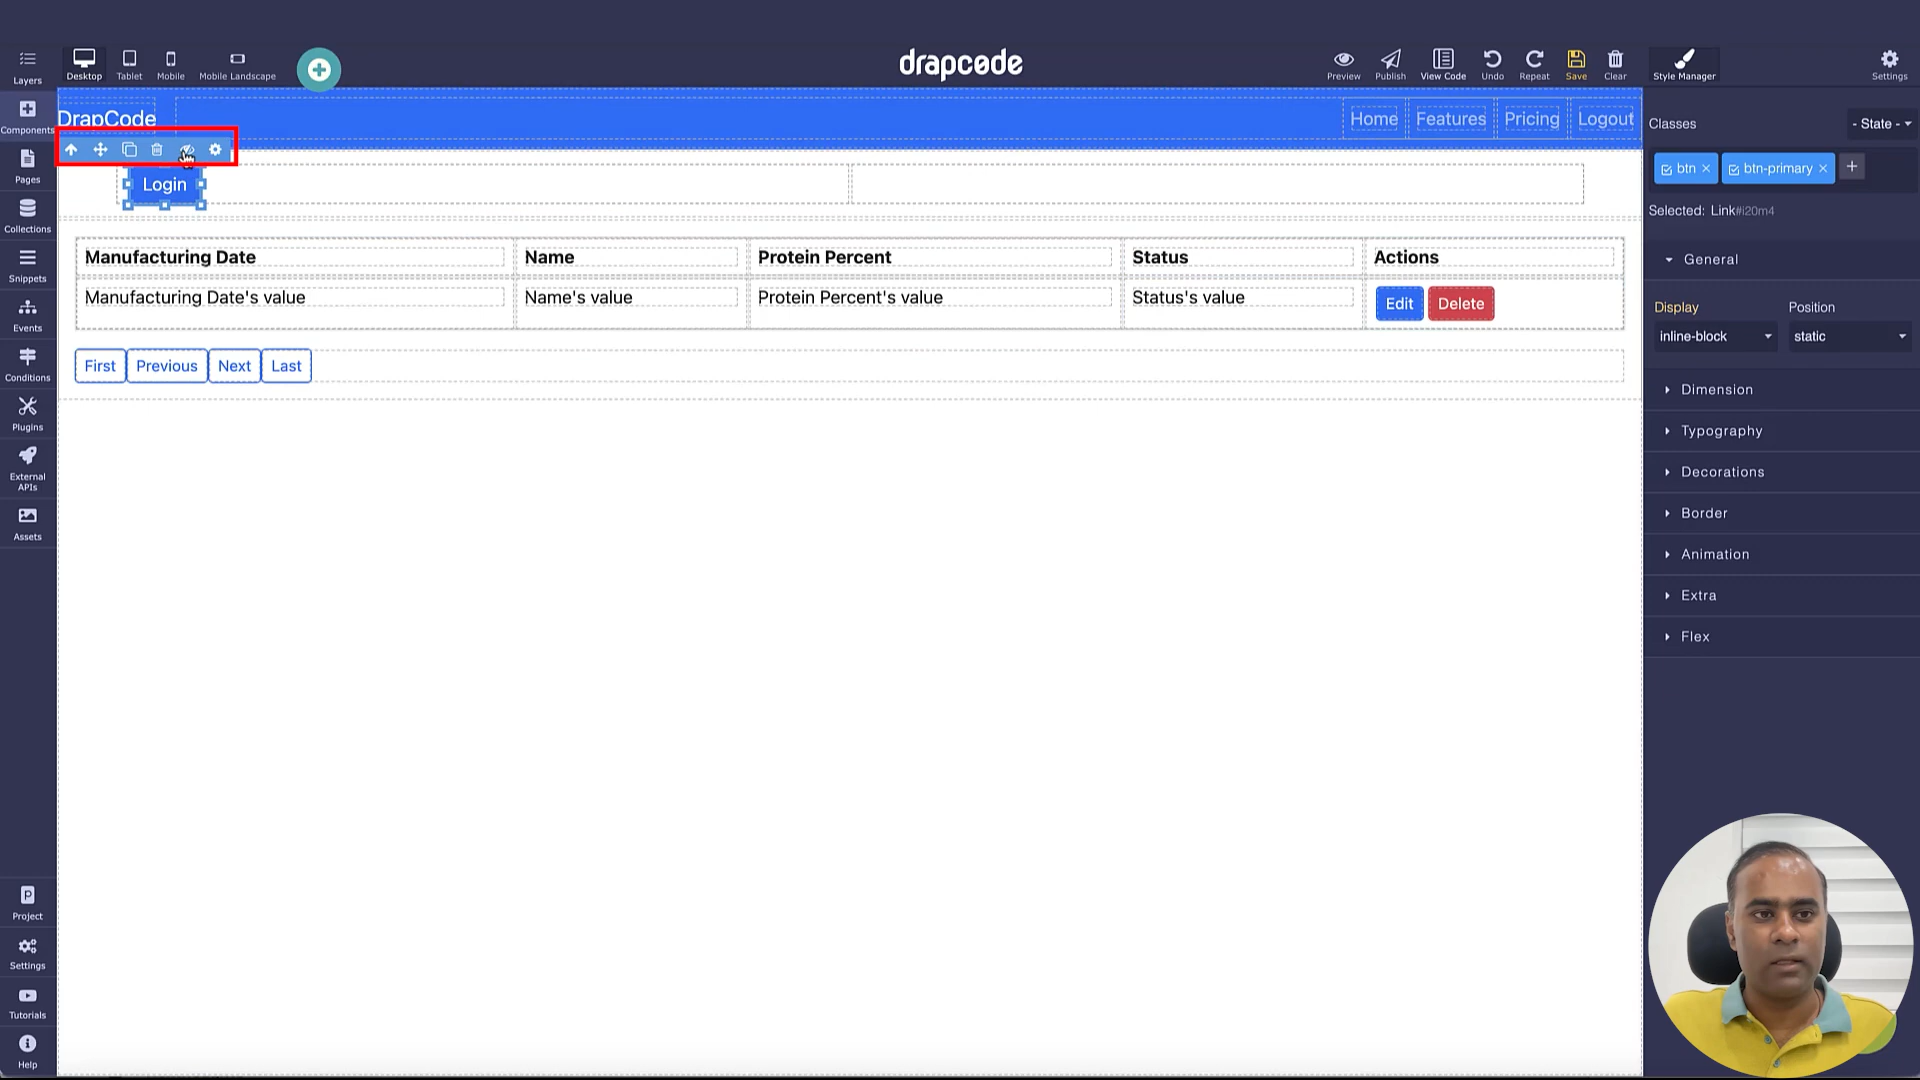 Layers
Desktop
Tablet
Mobile
Mobile Landscape
drapcode
Preview
Publish
View Code
Undo
Repeat
Save
Clear
Style Manager
Settings
Components
Pages
Collections
Snippets
Events
Conditions
Plugins
External
APIs
Assets
Project
Settings
Tutorials
Help
DrapCode
Home
Features
Pricing
Logout
Login
Manufacturing Date
Name
Protein Percent
Status
Actions
Manufacturing Date's value
Name's value
Protein Percent's value
Status's value
Edit
Delete
First
Previous
Next
Last
Classes
- State -
btn
btn-primary
Selected: Link#i20m4
General
Display
Position
inline-block
static
Dimension
Typography
Decorations
Border
Animation
Extra
Flex